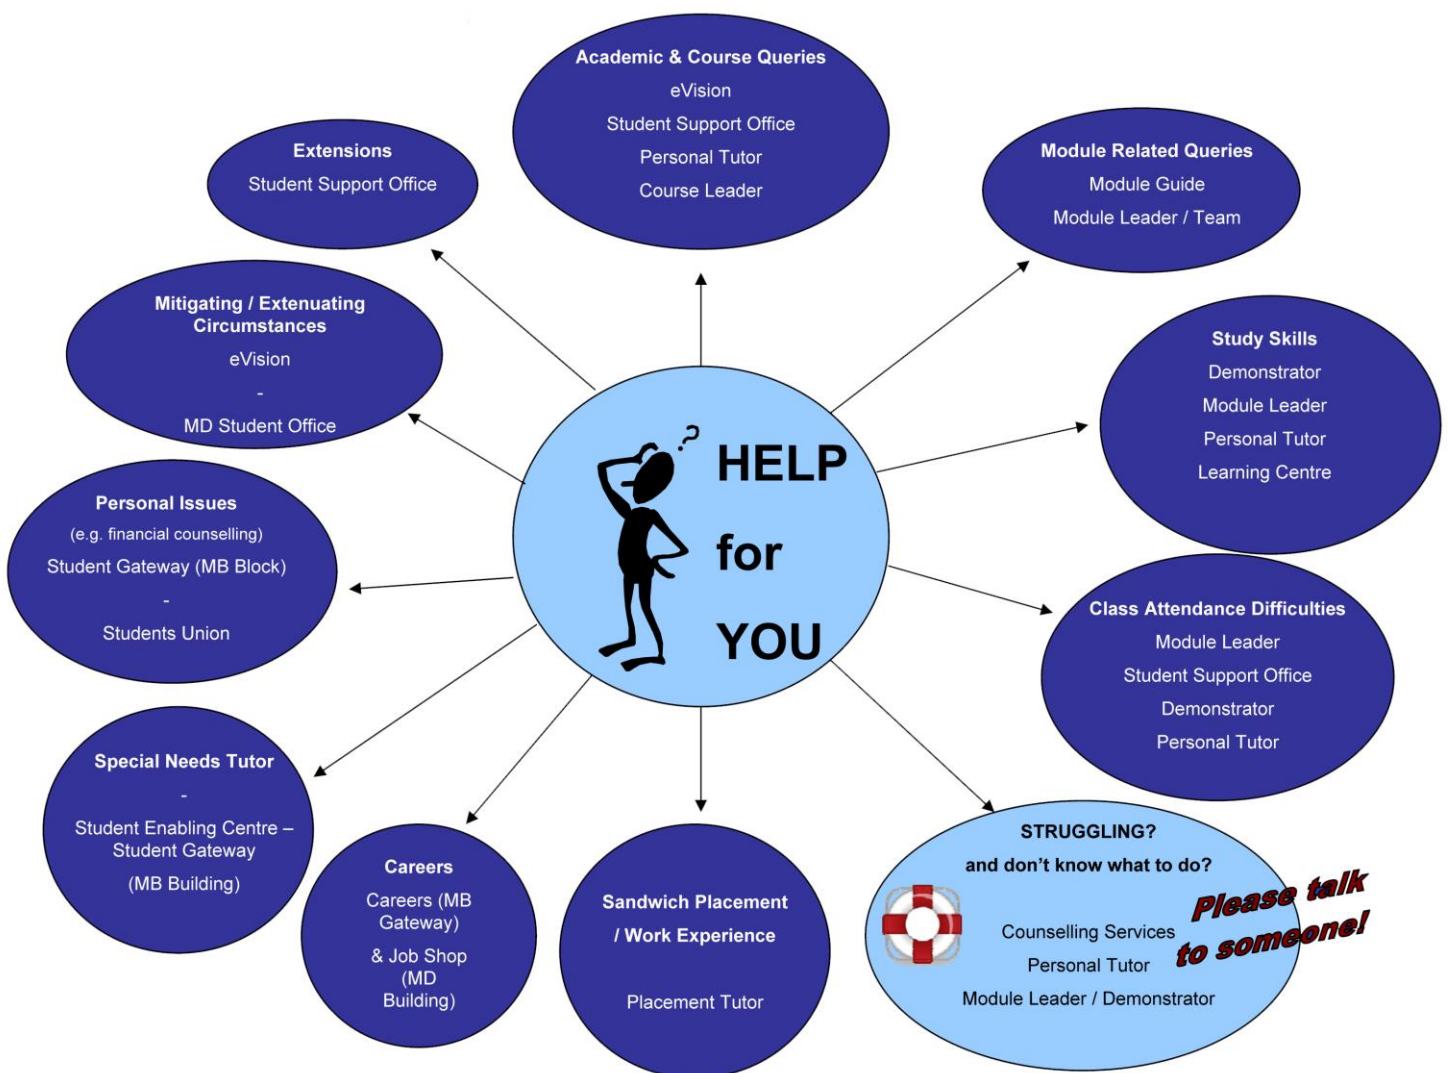 Academic & Course Queries
eVision
Student Support Office
Personal Tutor
Course Leader
Extensions
Student Support Office
Module Related Queries
Module Guide
Module Leader / Team
Mitigating / Extenuating
Circumstances
eVision
-
MD Student Office
Study Skills
Demonstrator
Module Leader
Personal Tutor
Learning Centre
?
HELP
for
YOU
Personal Issues
(e.g. financial counselling)
Student Gateway (MB Block)
-
Students Union
Class Attendance Difficulties
Module Leader
Student Support Office
Demonstrator
Personal Tutor
Special Needs Tutor
-
Student Enabling Centre –
Student Gateway
(MB Building)
Careers
Careers (MB
Gateway)
& Job Shop
(MD
Building)
Sandwich Placement
/ Work Experience
Placement Tutor
STRUGGLING?
and don’t know what to do?
Counselling Services
Personal Tutor
Module Leader / Demonstrator
Please talk
to someone!